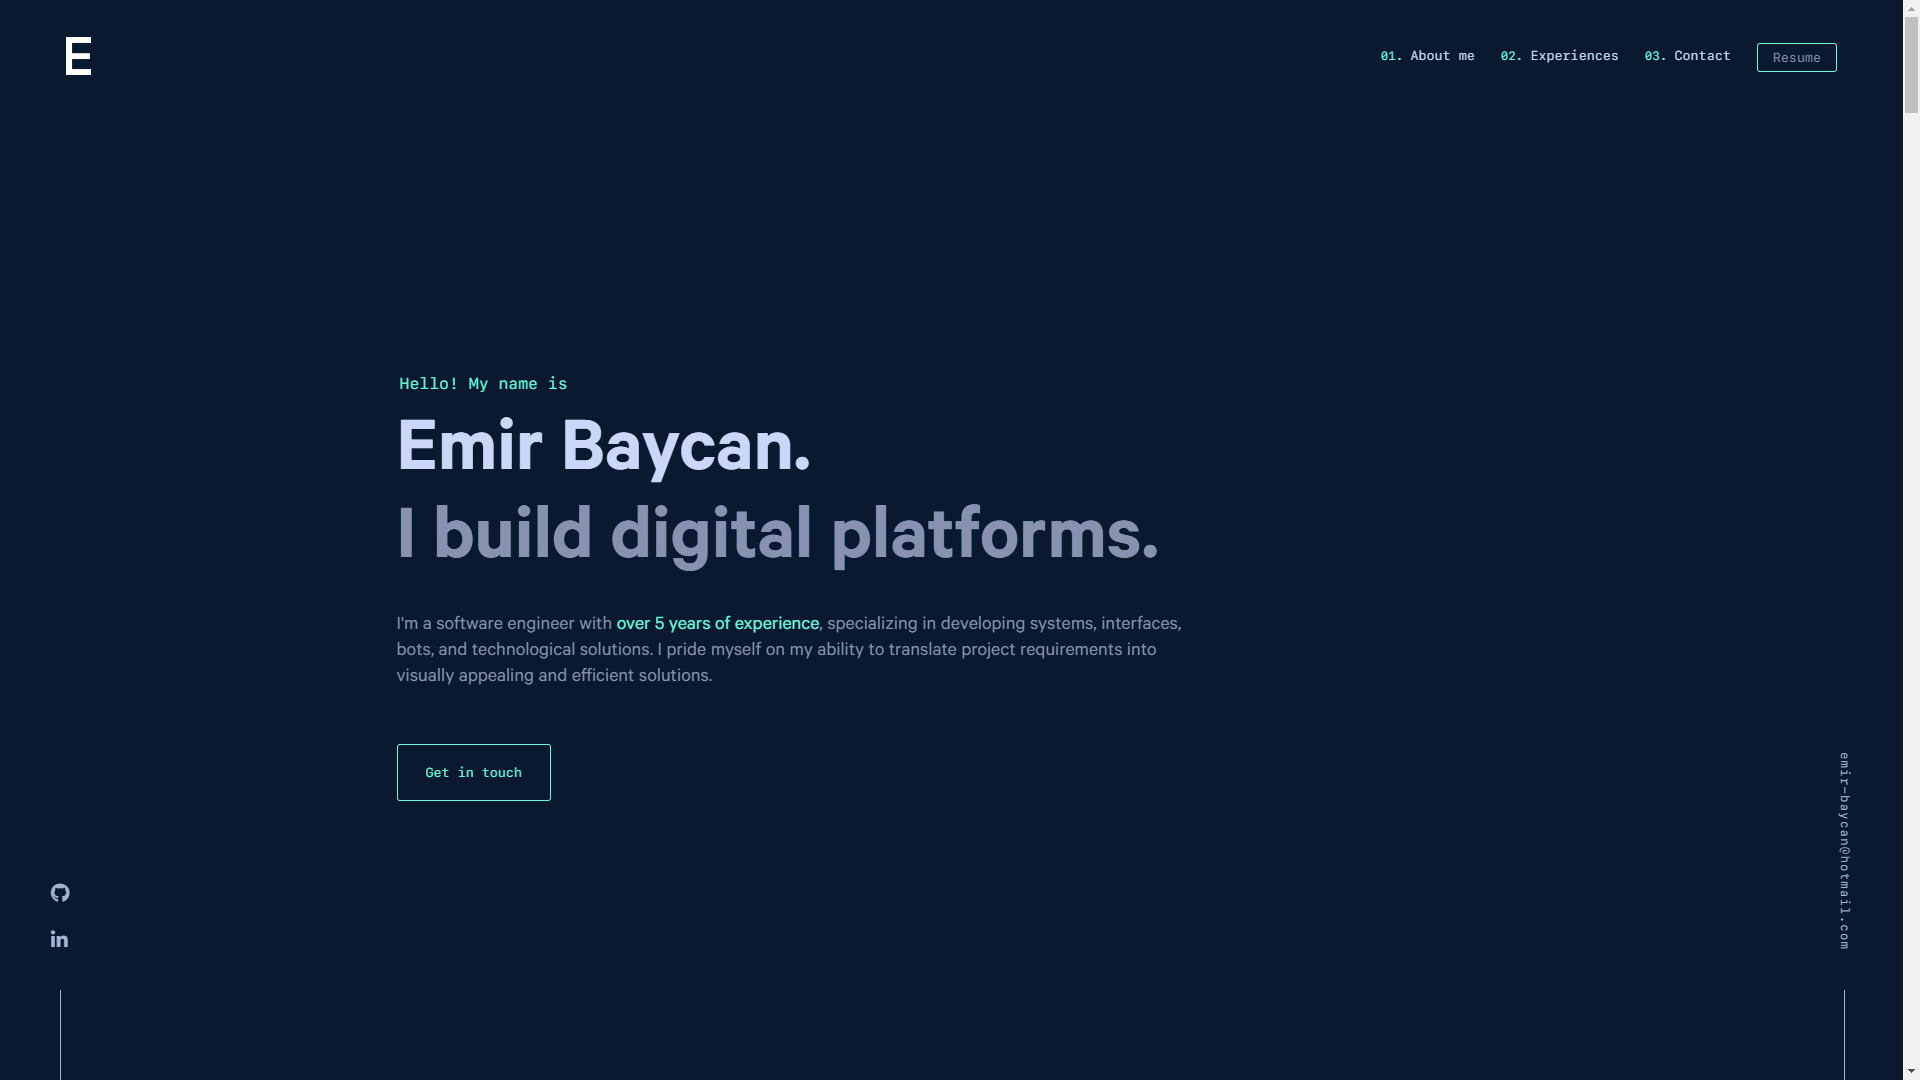 E
01. About me
02. Experiences
03. Contact
Resume
Hello! My name is
Emir Baycan.
I build digital platforms.
I'm a software engineer with over 5 years of experience, specializing in developing systems, interfaces,
bots, and technological solutions. I pride myself on my ability to translate project requirements into
visually appealing and efficient solutions.
Get in touch
emir-baycan@hotmail.com
in